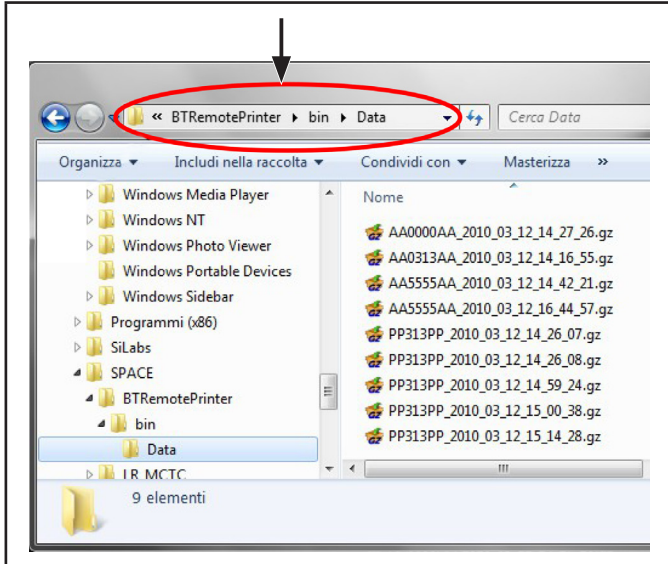 « BTRemotePrinter bin Data Cerca Data
Organizza Includi nella raccolta Condividi con Masterizza »
Windows Media Player
Windows NT
Windows Photo Viewer
Windows Portable Devices
Windows Sidebar
Programmi (x86)
SiLabs
SPACE
BTRemotePrinter
bin
Data
LR_MCTC
Nome
AA0000AA_2010_03_12_14_27_26.gz
AA0313AA_2010_03_12_14_16_55.gz
AA5555AA_2010_03_12_14_42_21.gz
AA5555AA_2010_03_12_16_44_57.gz
PP313PP_2010_03_12_14_26_07.gz
PP313PP_2010_03_12_14_26_08.gz
PP313PP_2010_03_12_14_59_24.gz
PP313PP_2010_03_12_15_00_38.gz
PP313PP_2010_03_12_15_14_28.gz
9 elementi